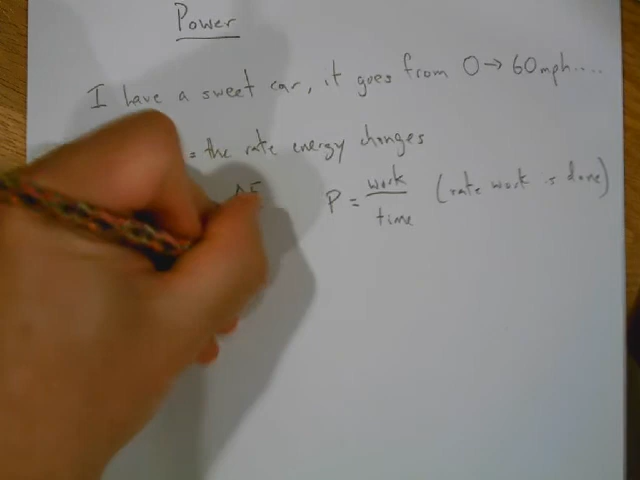 Power
I have a sweet car, it goes from 0→60mph....
= the rate energy changes
ΔE P = work/time (rate work is done)